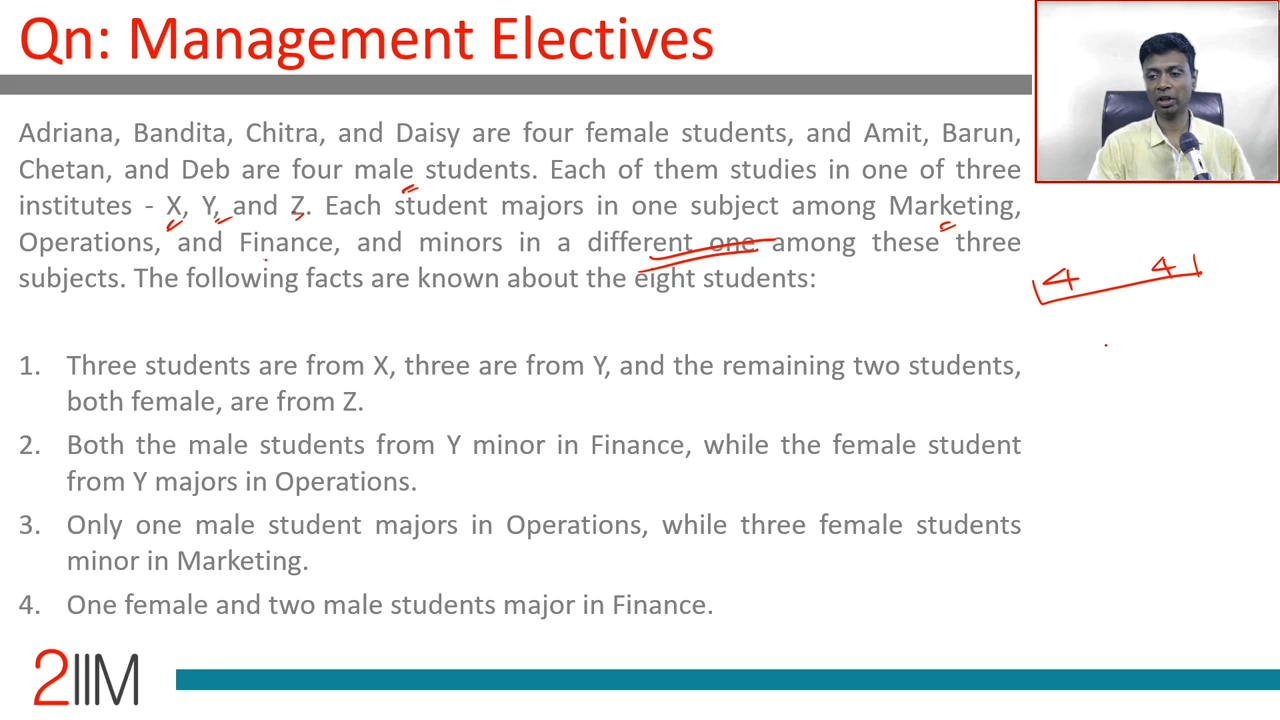 Qn: Management Electives
Adriana, Bandita, Chitra, and Daisy are four female students, and Amit, Barun,
Chetan, and Deb are four male students. Each of them studies in one of three
institutes - X, Y, and Z. Each student majors in one subject among Marketing,
Operations, and Finance, and minors in a different one among these three
subjects. The following facts are known about the eight students:
4 4
1. Three students are from X, three are from Y, and the remaining two students,
both female, are from Z.
2. Both the male students from Y minor in Finance, while the female student
from Y majors in Operations.
3. Only one male student majors in Operations, while three female students
minor in Marketing.
4. One female and two male students major in Finance.
2IIM